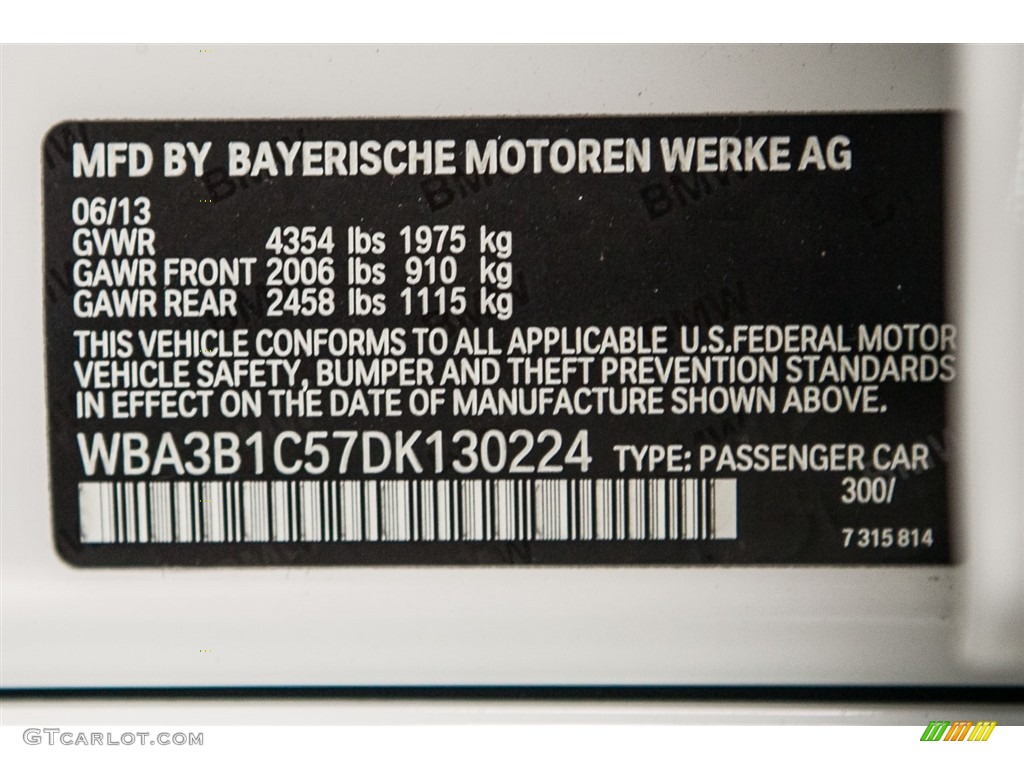 MFD BY BAYERISCHE MOTOREN WERKE AG
06/13
GVWR 4354 lbs 1975 kg
GAWR FRONT 2006 lbs 910 kg
GAWR REAR 2458 lbs 1115 kg
THIS VEHICLE CONFORMS TO ALL APPLICABLE U.S.FEDERAL MOTOR
VEHICLE SAFETY, BUMPER AND THEFT PREVENTION STANDARDS
IN EFFECT ON THE DATE OF MANUFACTURE SHOWN ABOVE.
WBA3B1C57DK130224 TYPE: PASSENGER CAR
300/
7 315 814
GTCARLOT.COM